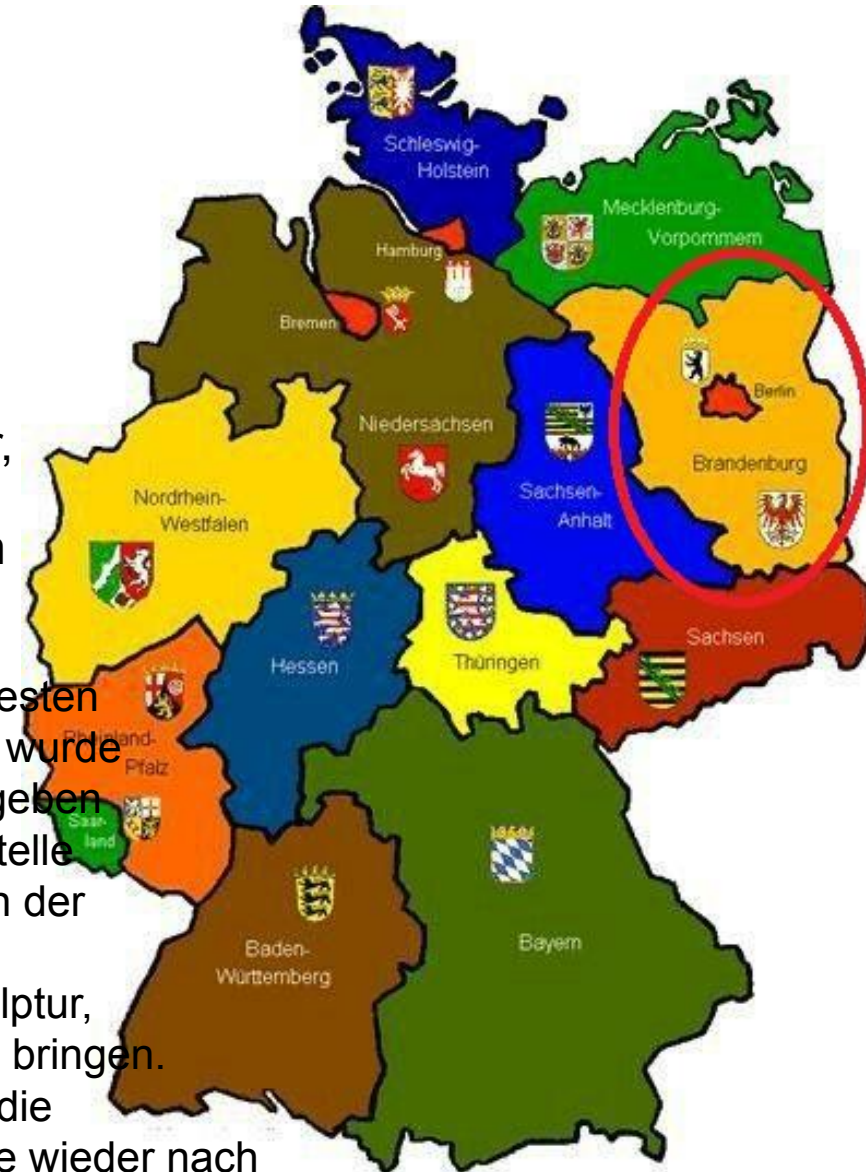 Schleswig-
Holstein
Mecklenburg-
Vorpommern
Hamburg
Bremen
Berlin
Niedersachsen
Brandenburg
Nordrhein-
Westfalen
Sachsen-
Anhalt
Sachsen
Hessen
Thüringen
Rheinland-
Pfalz
Saar-
land
Baden-
Württemberg
Bayern
r,
n
esten
wurde
geben
telle
n der
lptur,
bringen.
die
e wieder nach